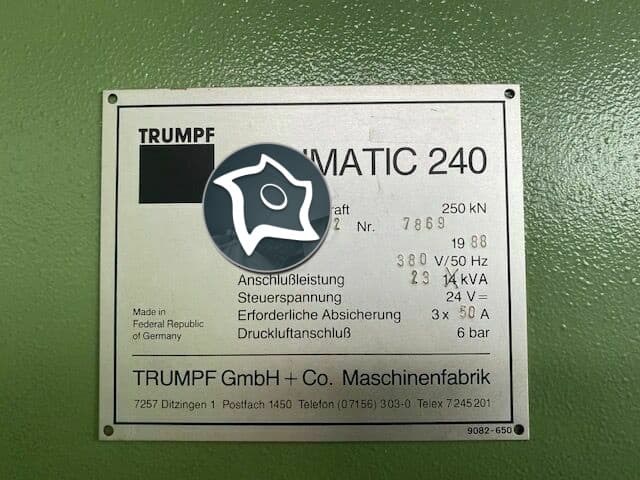 TRUMPF
MATIC 240
250 kN
Nr. 7869
1988
380 V/50 Hz
Anschlußleistung 23 14 kVA
Steuerspannung 24 V=
Erforderliche Absicherung 3 x 50 A
Druckluftanschluß 6 bar
Made in
Federal Republic
of Germany
TRUMPF GmbH + Co. Maschinenfabrik
7257 Ditzingen 1 Postfach 1450 Telefon (07156) 303-0 Telex 7245201
9082-650